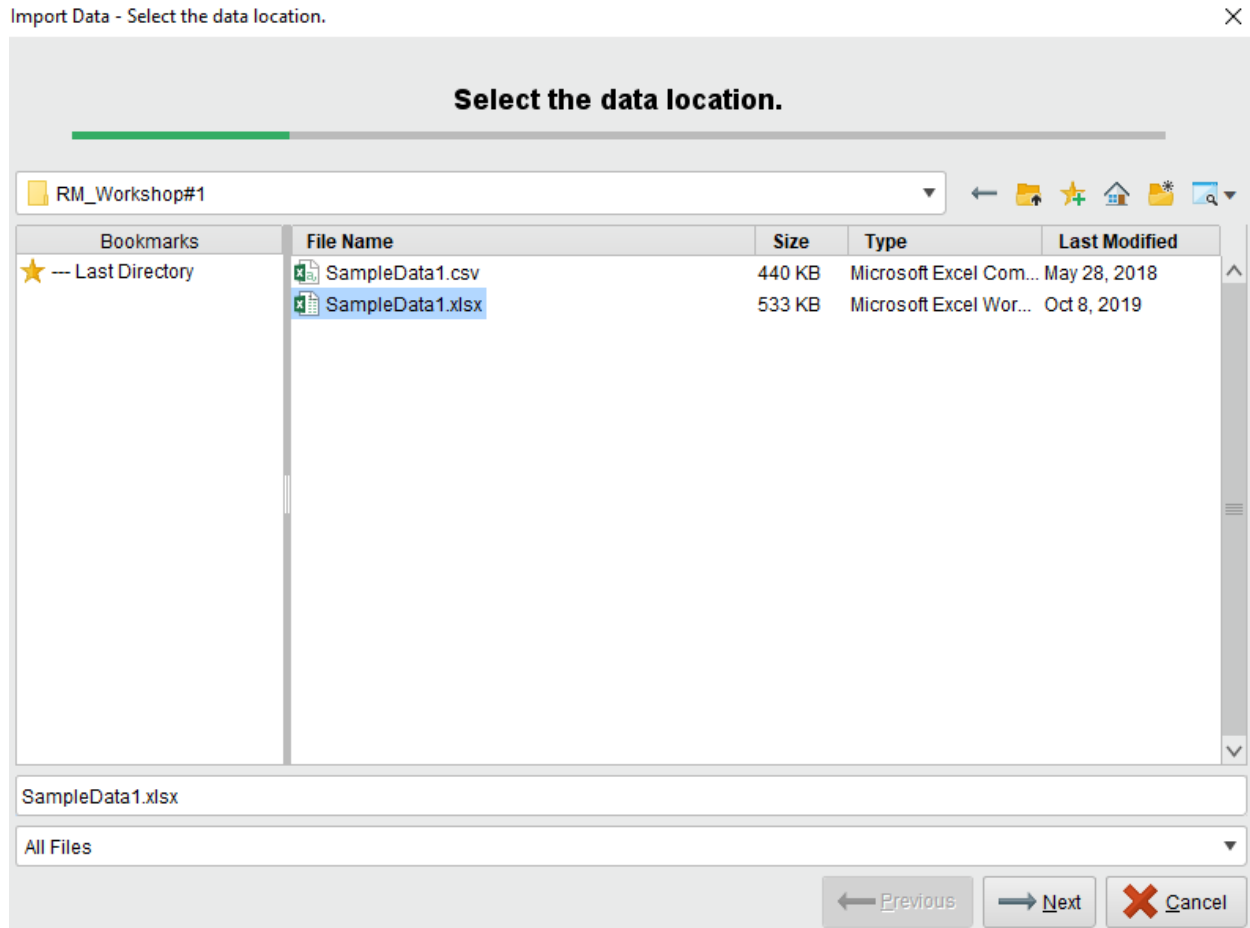 Import Data - Select the data location.
Select the data location.
RM_Workshop#1
Bookmarks File Name Size Type Last Modified
--- Last Directory SampleData1.csv 440 KB Microsoft Excel Com... May 28, 2018
SampleData1.xlsx 533 KB Microsoft Excel Wor... Oct 8, 2019
SampleData1.xlsx
All Files
Previous Next Cancel